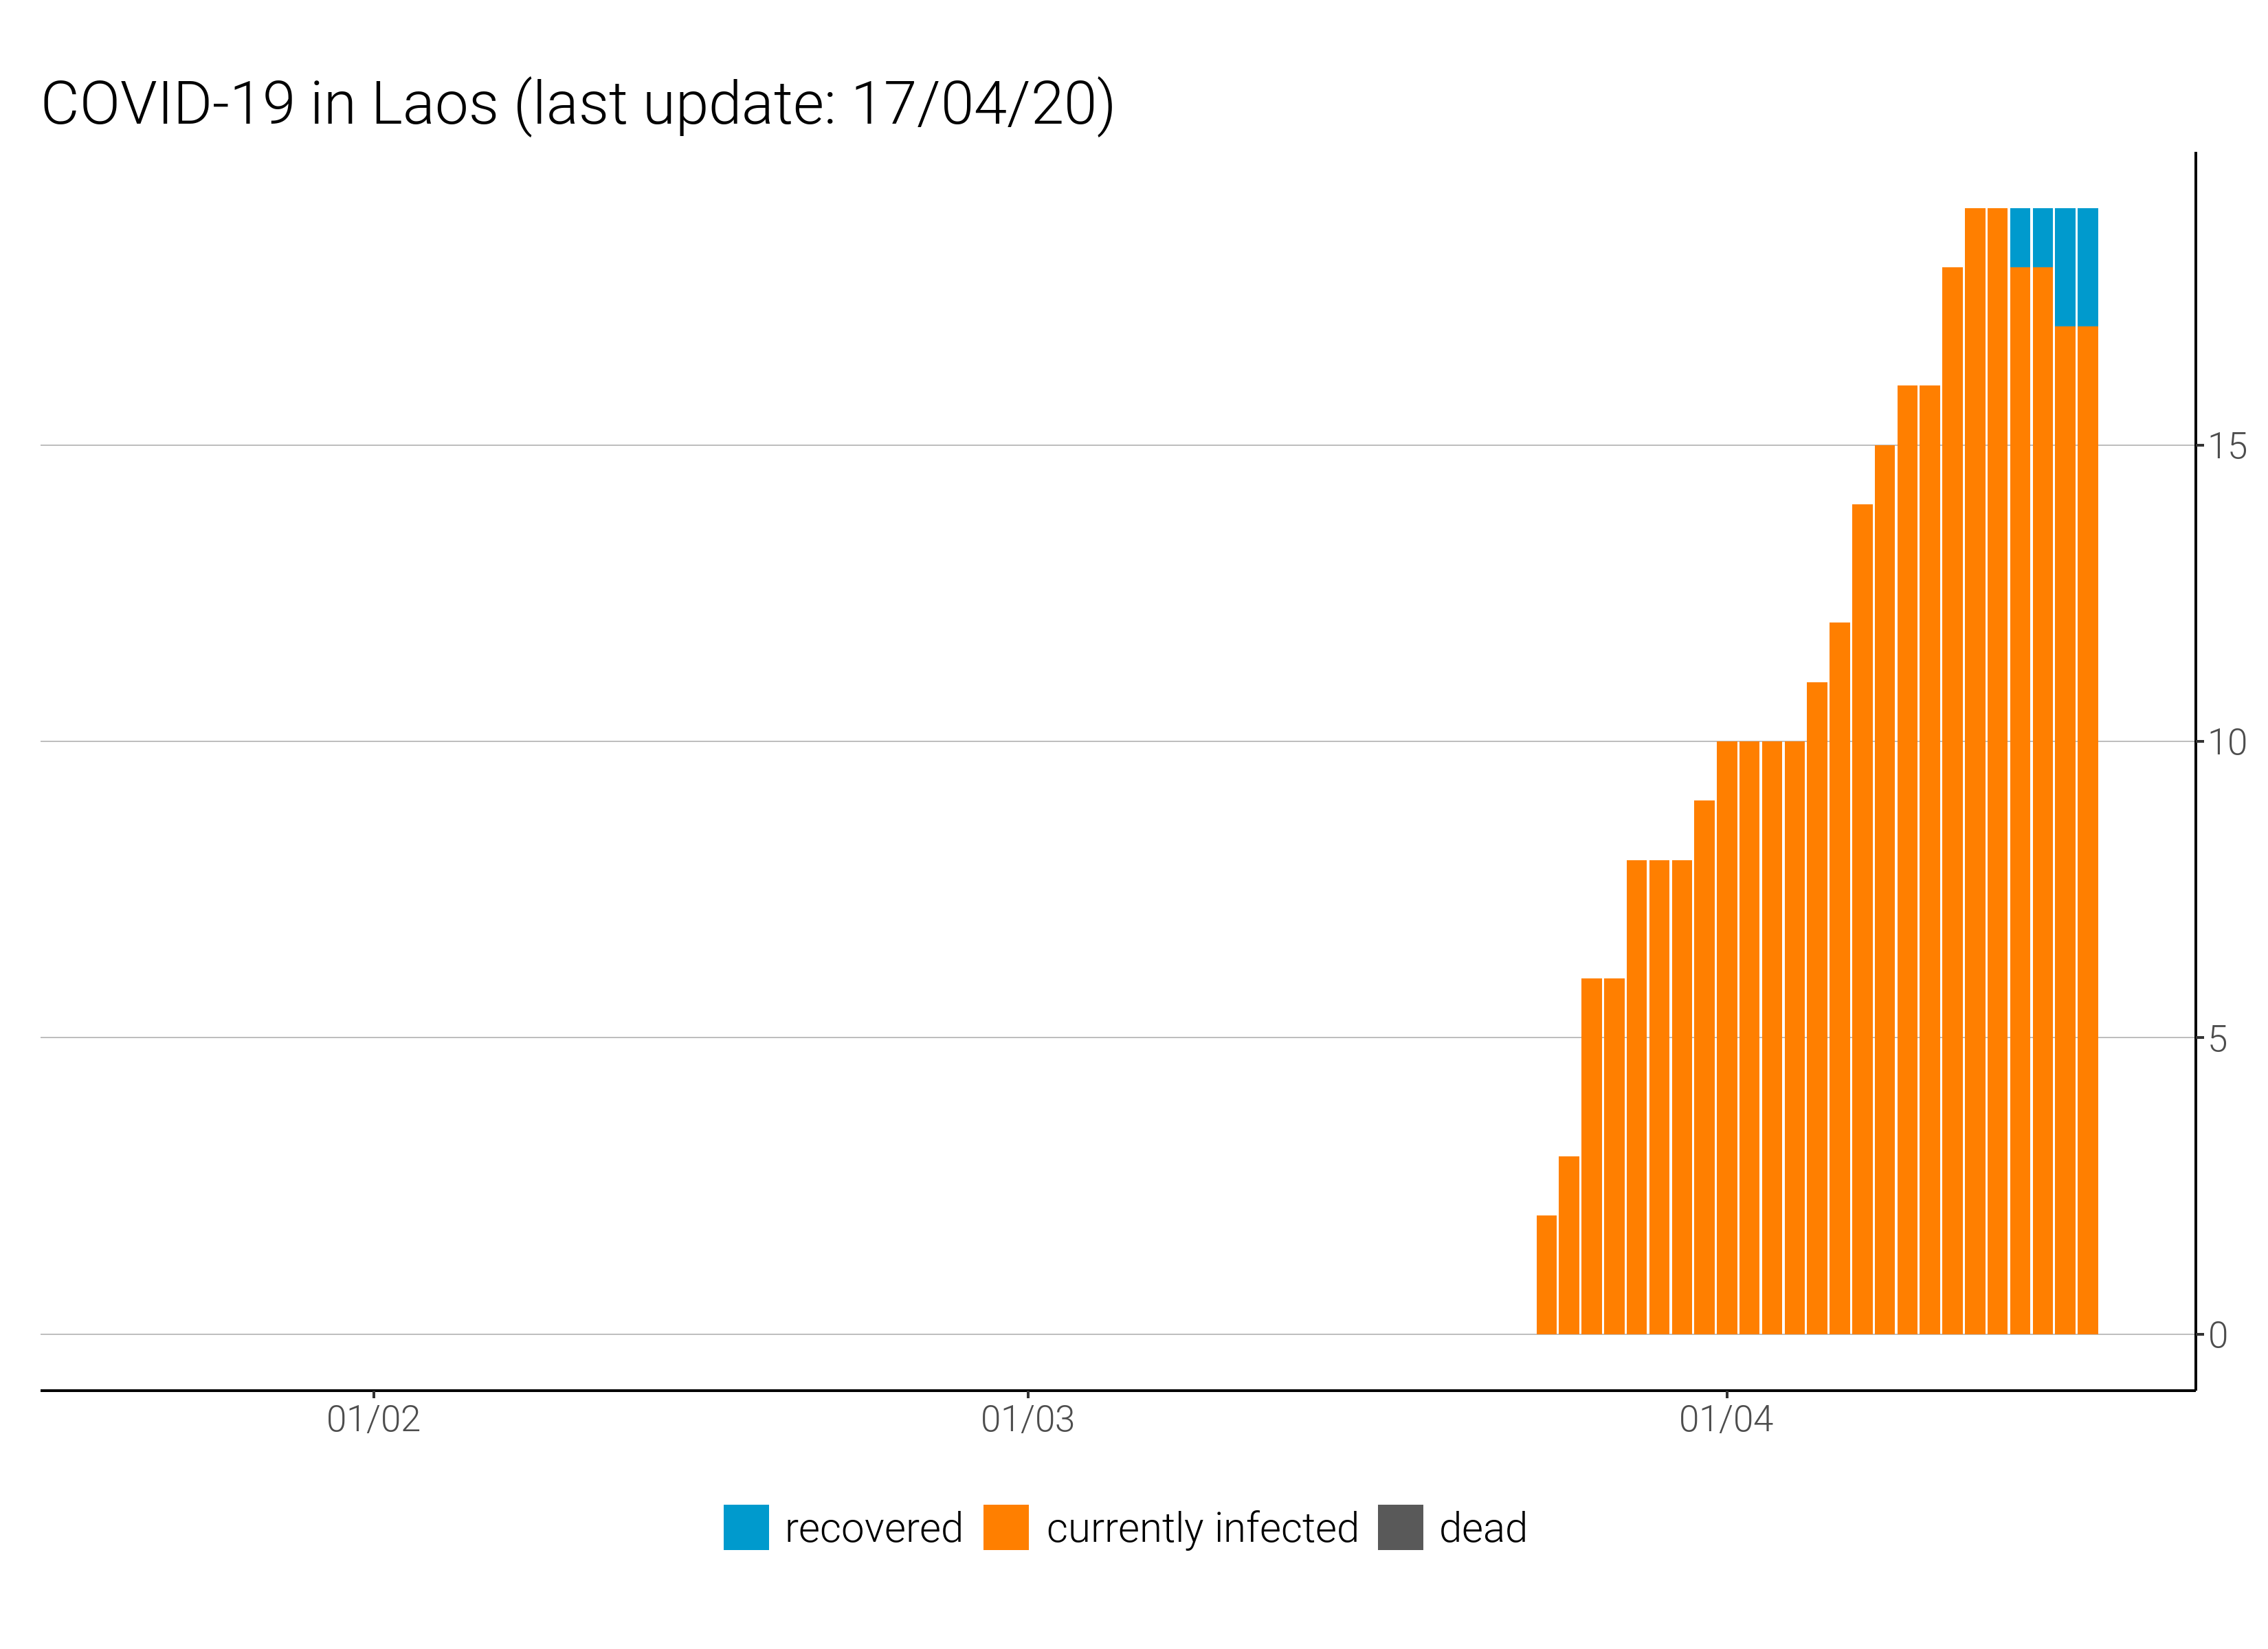 COVID-19 in Laos (last update: 17/04/20)
15
10
5
0
01/02 01/03 01/04
recovered currently infected dead